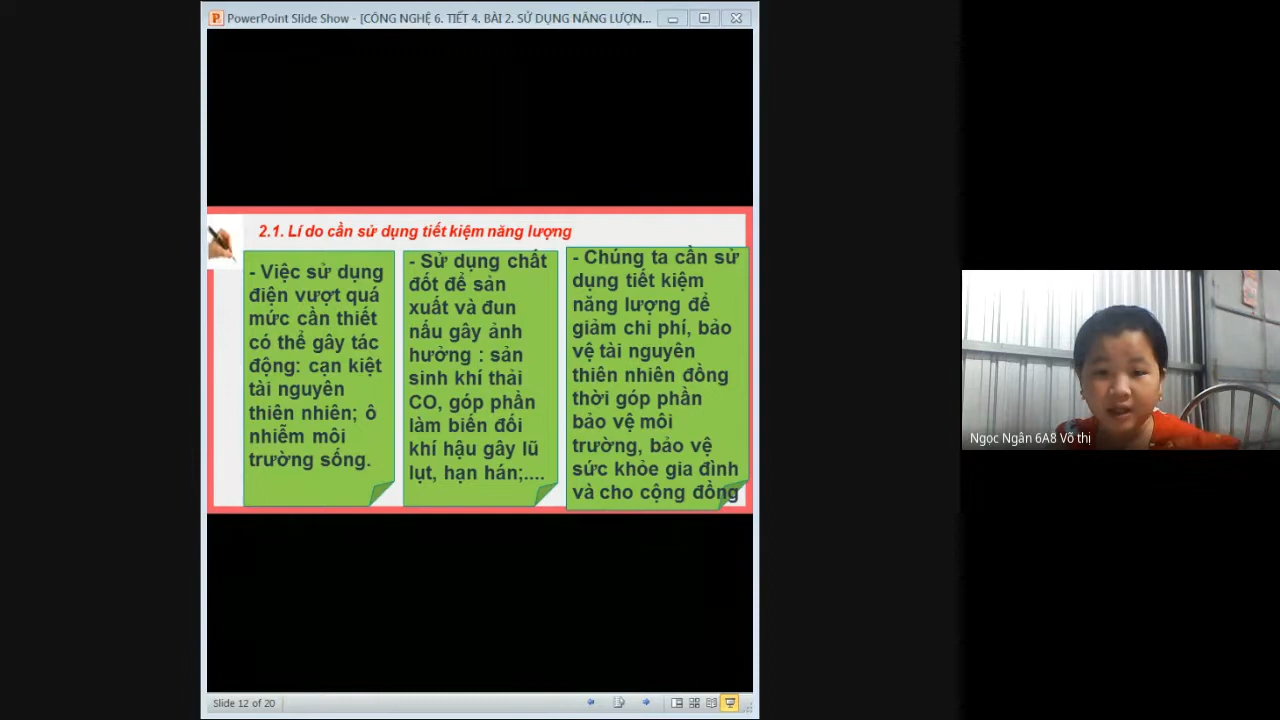 PowerPoint Slide Show - [CÔNG NGHỆ 6. TIẾT 4. BÀI 2. SỬ DỤNG NĂNG LƯỢN...
2.1. Lí do cần sử dụng tiết kiệm năng lượng
- Việc sử dụng
điện vượt quá
mức cần thiết
có thể gây tác
động: cạn kiệt
tài nguyên
thiên nhiên; ô
nhiễm môi
trường sống.
- Sử dụng chất
đốt để sản
xuất và đun
nấu gây ảnh
hưởng : sản
sinh khí thải
CO, góp phần
làm biến đối
khí hậu gây lũ
lụt, hạn hán;....
- Chúng ta cần sử
dụng tiết kiệm
năng lượng để
giảm chi phí, bảo
vệ tài nguyên
thiên nhiên đồng
thời góp phần
bảo vệ môi
trường, bảo vệ
sức khỏe gia đình
và cho cộng đồng
Ngọc Ngân 6A8 Võ thị
Slide 12 of 20